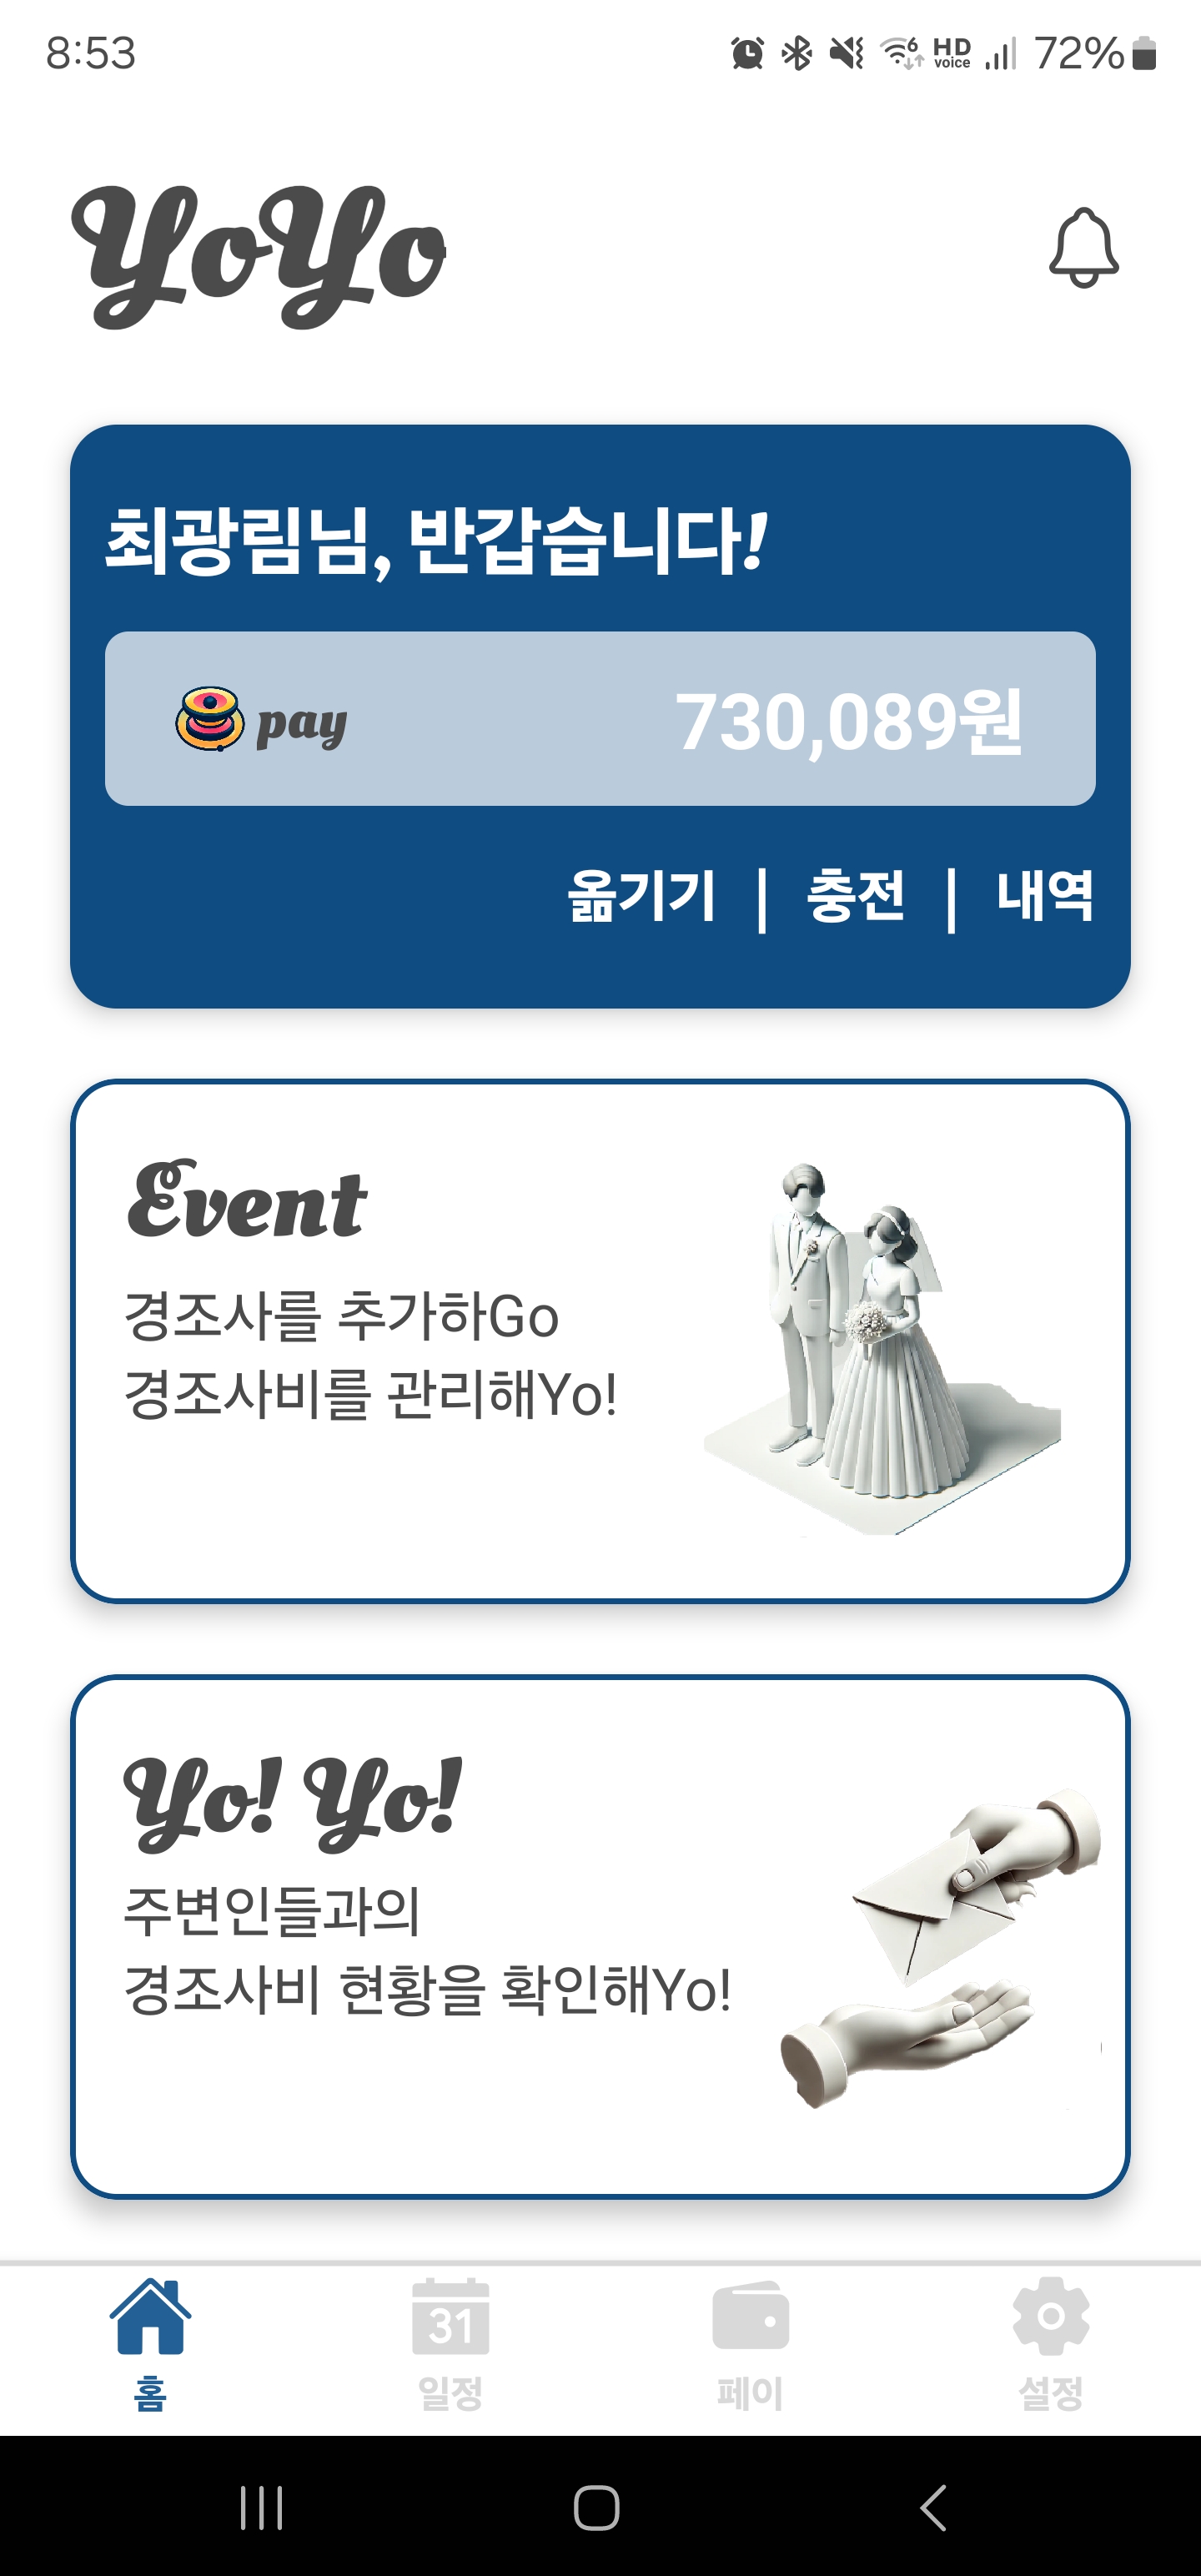 8:53
6 HD voice 72%
YoYo
최광림님, 반갑습니다!
pay 730,089원
옮기기 | 충전 | 내역
Event
경조사를 추가하Go
경조사비를 관리해Yo!
Yo! Yo!
주변인들과의
경조사비 현황을 확인해Yo!
31
홈 일정 페이 설정